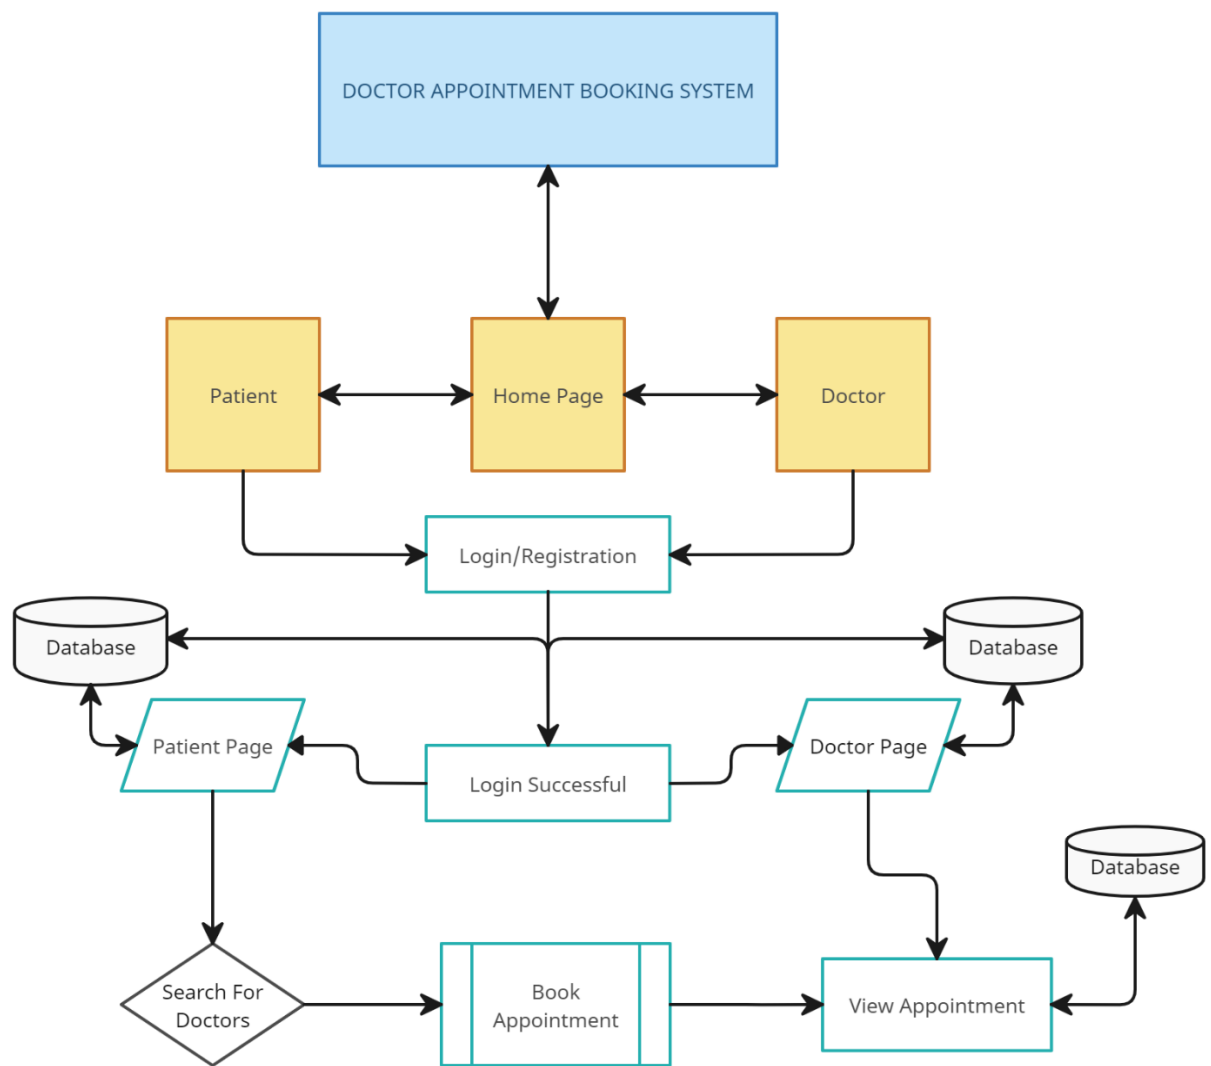 DOCTOR APPOINTMENT BOOKING SYSTEM
Patient
Home Page
Doctor
Login/Registration
Database
Database
Patient Page
Login Successful
Doctor Page
Database
Search For
Doctors
Book
Appointment
View Appointment